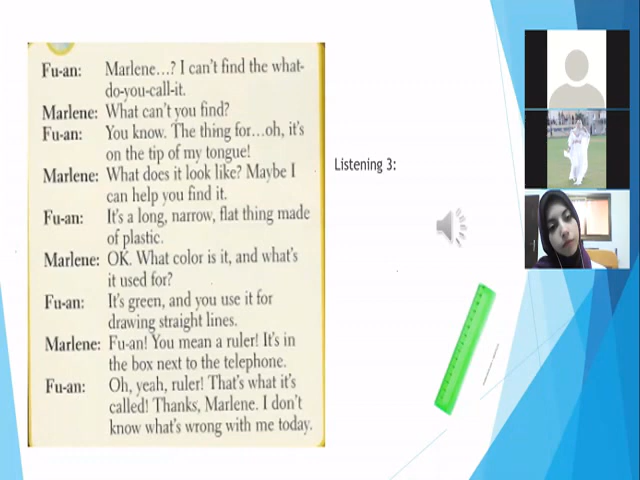 Fu-an: Marlene...? I can't find the what-
do-you-call-it.
Marlene: What can't you find?
Fu-an: You know. The thing for...oh, it's
on the tip of my tongue!
Marlene: What does it look like? Maybe I
can help you find it.
Fu-an: It's a long, narrow, flat thing made
of plastic.
Marlene: OK. What color is it, and what's
it used for?
Fu-an: It's green, and you use it for
drawing straight lines.
Marlene: Fu-an! You mean a ruler! It's in
the box next to the telephone.
Fu-an: Oh, yeah, ruler! That's what it's
called! Thanks, Marlene. I don't
know what's wrong with me today.
Listening 3: